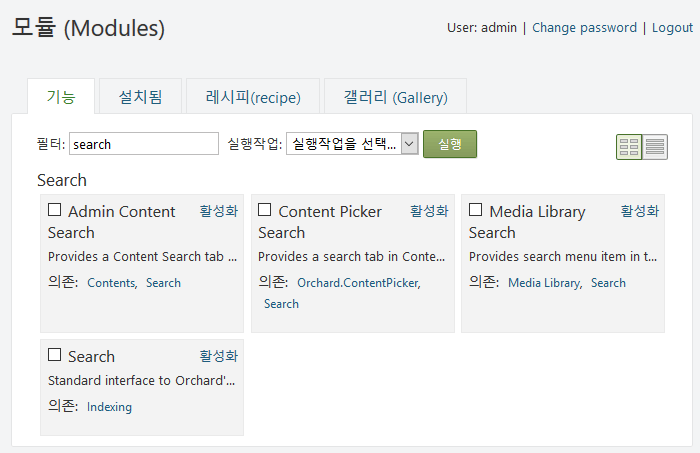 모듈 (Modules)
User: admin | Change password | Logout
기능 설치됨 레시피(recipe) 갤러리 (Gallery)
필터: search 실행작업: 실행작업을 선택... 실행
Search
Admin Content Search 활성화
Provides a Content Search tab ...
의존: Contents, Search
Content Picker Search 활성화
Provides a search tab in Conte...
의존: Orchard.ContentPicker,
Search
Media Library Search 활성화
Provides search menu item in t...
의존: Media Library, Search
Search 활성화
Standard interface to Orchard'...
의존: Indexing